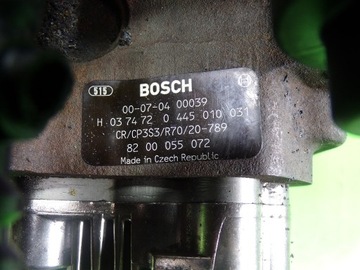 515 BOSCH
00-07-04 00039
H 03 74 72 0 445 010 031
CR/CP3S3/R70/20-789
82 00 055 072
Made in Czech Republic